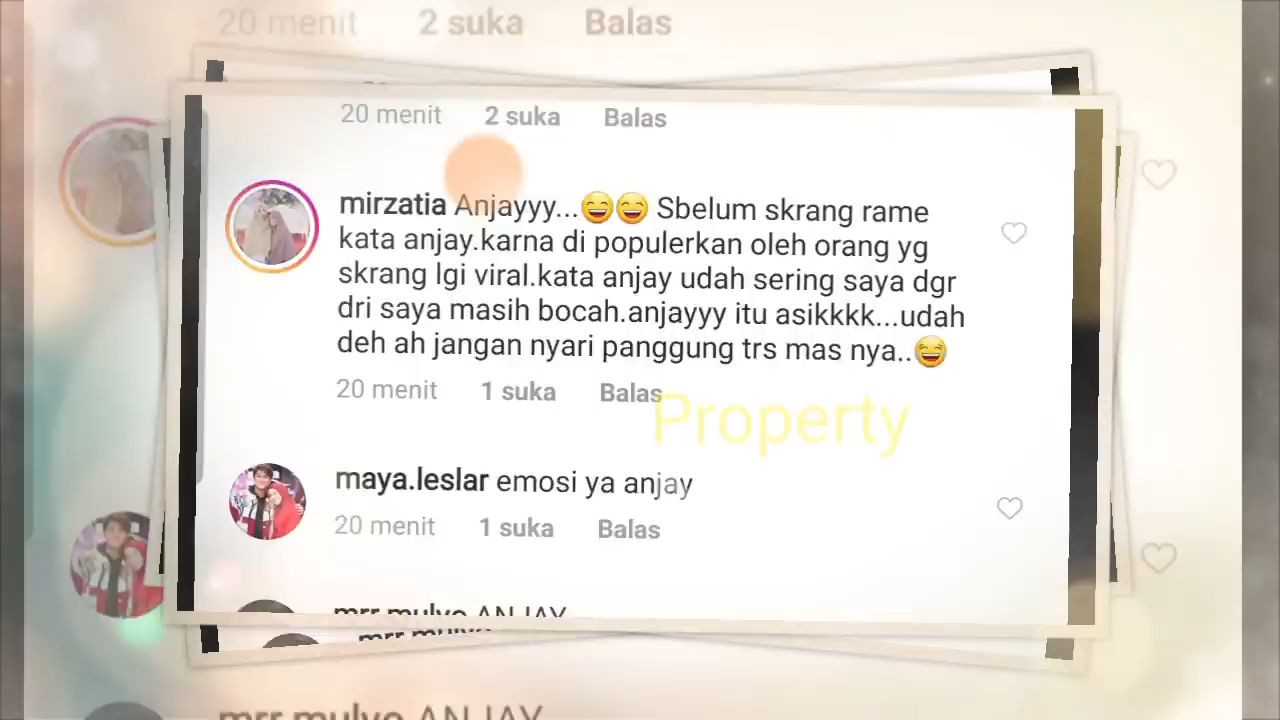 20 menit 2 suka Balas
20 menit 2 suka Balas
mirzatia Anjayyy...😄😄 Sbelum skrang rame
kata anjay.karna di populerkan oleh orang yg
skrang lgi viral.kata anjay udah sering saya dgr
dri saya masih bocah.anjayyy itu asikkkk...udah
deh ah jangan nyari panggung trs mas nya..😂
20 menit 1 suka Balas
Property
maya.leslar emosi ya anjay
20 menit 1 suka Balas
mrr mulyo ANJAY
mrr mulyo ANJAY